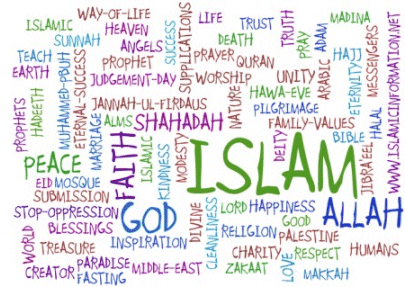 WAY-OF-LIFE
LIFE
TRUTH
MADINA
ISLAMIC
HEAVEN
TRUST
SUNNAH
ANGELS
SUCCESS
SUPPLICATIONS
DEATH
PRAY
ADAM
HAJJ
MESSENGERS
TEACH
PROPHET
PRAYER
QURAN
EARTH
MUHAMMED-PBUH
ETERNAL-SUCCESS
JUDGEMENT-DAY
WORSHIP
UNITY
ARABIC
ETERNITY
WWW.ISLAMICINFORMATION.NET
PROPHETS
HADEETH
JANNAH-UL-FIRDAUS
NATURE
HAWA-EVE
PILGRIMAGE
MARRIAGE
ALMS
SHAHADAH
FAMILY-VALUES
HALAL
BIBLE
PEACE
FAITH
ISLAMIC
KINDNESS
MODESTY
ISLAM
DEITY
JIBRA'EEL
EID
MOSQUE
SUBMISSION
STOP-OPPRESSION
GOD
DIVINE
CLEANLINESS
LORD
HAPPINESS
ALLAH
BLESSINGS
GOOD
WORLD
INSPIRATION
RELIGION
PALESTINE
TREASURE
CHARITY
RESPECT
HUMANS
PARADISE
MIDDLE-EAST
CREATOR
ZAKAAT
LOVE
MAKKAH
FASTING